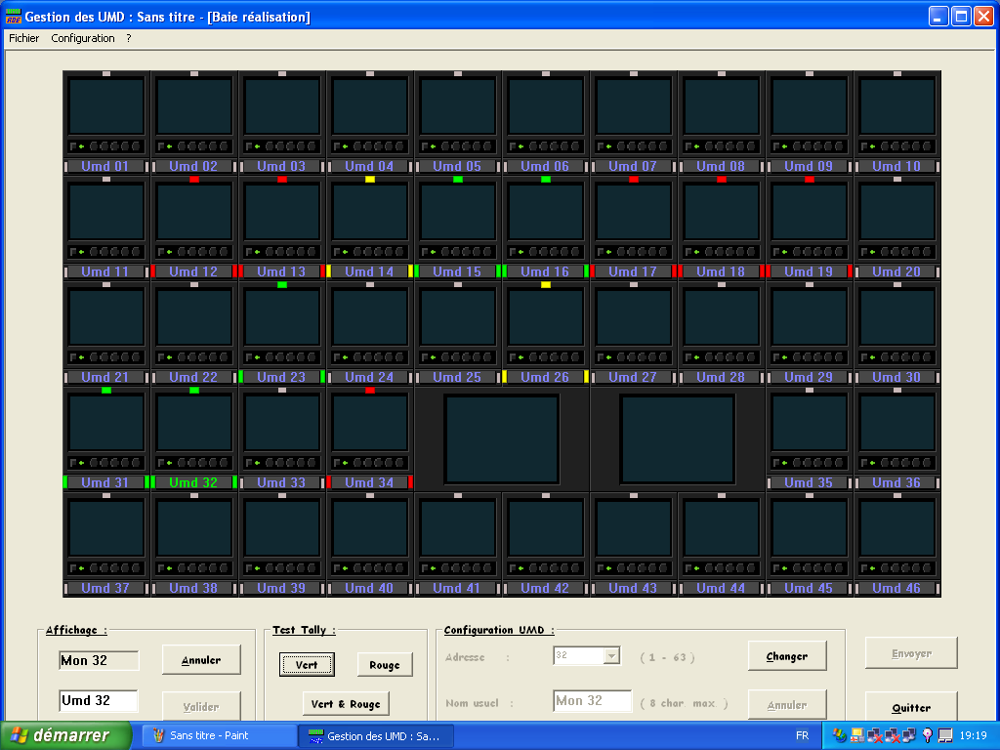 Gestion des UMD : Sans titre - [Baie réalisation]
Fichier Configuration ?
Umd 01 Umd 02 Umd 03 Umd 04 Umd 05 Umd 06 Umd 07 Umd 08 Umd 09 Umd 10
Umd 11 Umd 12 Umd 13 Umd 14 Umd 15 Umd 16 Umd 17 Umd 18 Umd 19 Umd 20
Umd 21 Umd 22 Umd 23 Umd 24 Umd 25 Umd 26 Umd 27 Umd 28 Umd 29 Umd 30
Umd 31 Umd 32 Umd 33 Umd 34 Umd 35 Umd 36
Umd 37 Umd 38 Umd 39 Umd 40 Umd 41 Umd 42 Umd 43 Umd 44 Umd 45 Umd 46
Affichage : Test Tally : Configuration UMD :
Mon 32 Annuler Vert Rouge Adresse : 32 ( 1 - 63 ) Changer Envoyer
Umd 32 Valider Vert & Rouge Nom usuel : Mon 32 ( 8 char max ) Annuler Quitter
démarrer Sans titre - Paint Gestion des UMD : Sa... FR 19:19